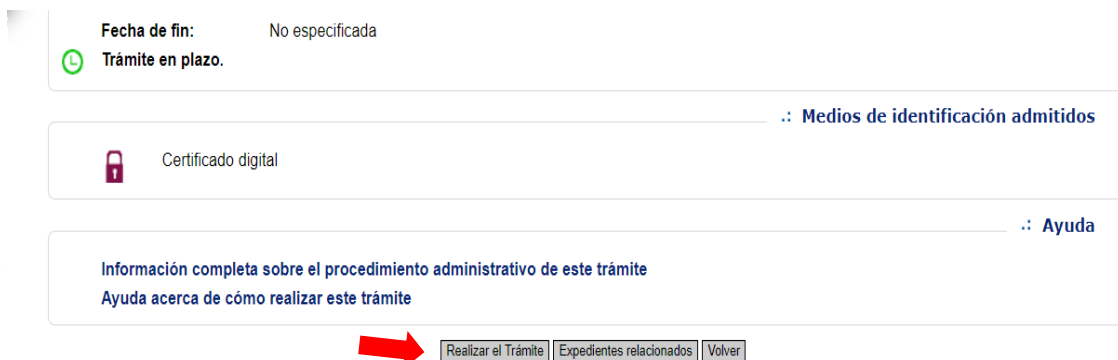 Fecha de fin: No especificada
Trámite en plazo.
.: Medios de identificación admitidos
Certificado digital
.: Ayuda
Información completa sobre el procedimiento administrativo de este trámite
Ayuda acerca de cómo realizar este trámite
Realizar el Trámite Expedientes relacionados Volver